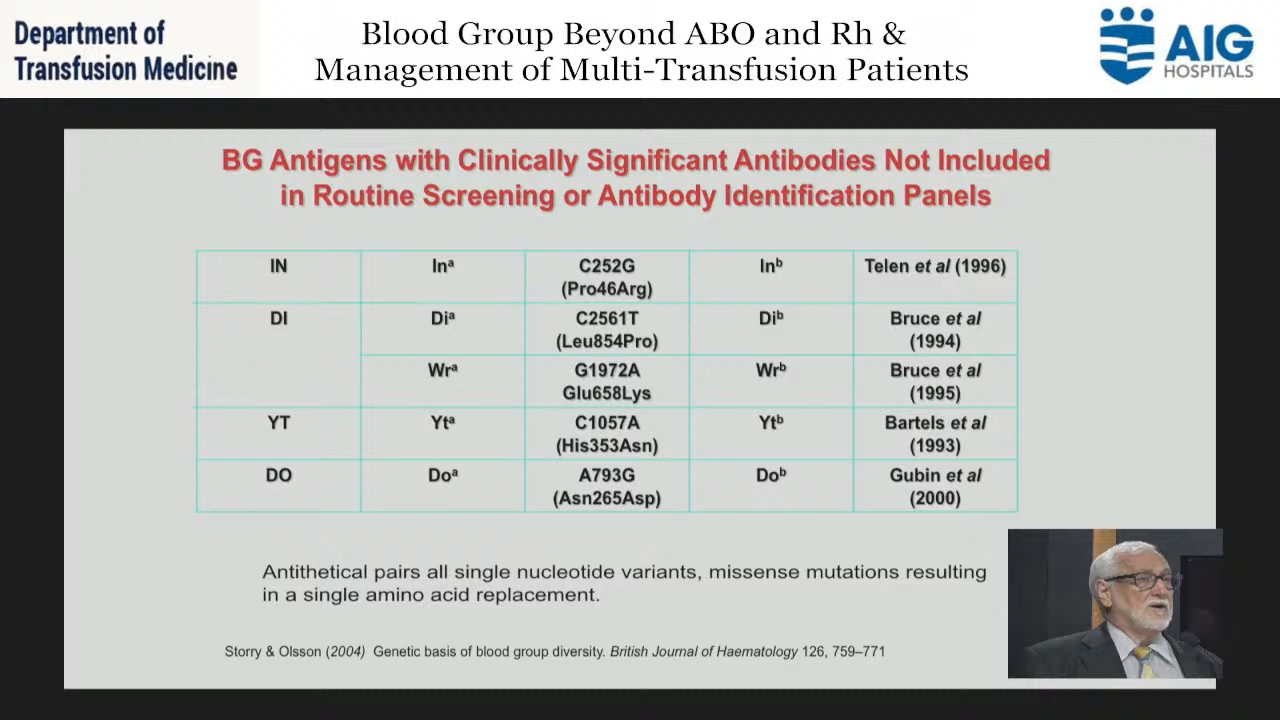 Department of
Transfusion Medicine
Blood Group Beyond ABO and Rh &
Management of Multi-Transfusion Patients
AIG
HOSPITALS
BG Antigens with Clinically Significant Antibodies Not Included
in Routine Screening or Antibody Identification Panels
IN Inᵃ C252G Inᵇ Telen et al (1996)
(Pro46Arg)
DI Diᵃ C2561T Diᵇ Bruce et al
(Leu854Pro) (1994)
Wrᵃ G1972A Wrᵇ Bruce et al
Glu658Lys (1995)
YT Ytᵃ C1057A Ytᵇ Bartels et al
(His353Asn) (1993)
DO Doᵃ A793G Doᵇ Gubin et al
(Asn265Asp) (2000)
Antithetical pairs all single nucleotide variants, missense mutations resulting
in a single amino acid replacement.
Storry & Olsson (2004) Genetic basis of blood group diversity. British Journal of Haematology 126, 759–771